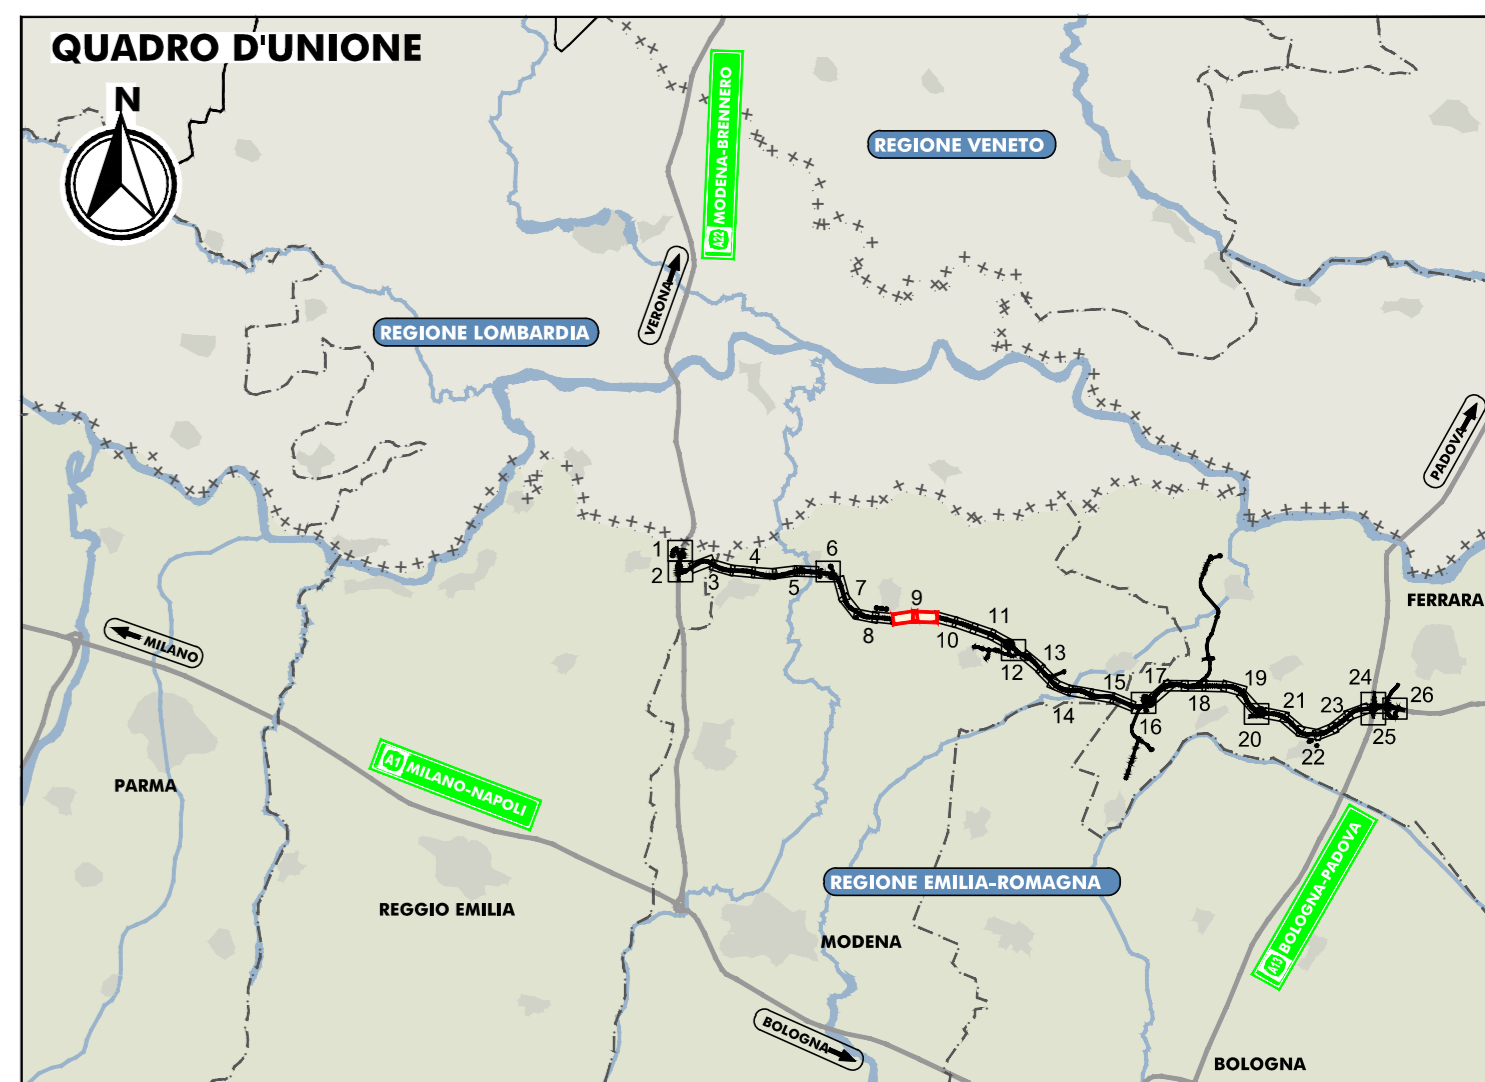 QUADRO D'UNIONE
N
A22 MODENA-BRENNERO
REGIONE VENETO
VERONA
REGIONE LOMBARDIA
PADOVA
1
2
3
4
5
6
7
8
9
10
11
12
13
14
15
16
17
18
19
20
21
22
23
24
25
26
FERRARA
MILANO
PARMA
A1 MILANO-NAPOLI
REGIONE EMILIA-ROMAGNA
A13 BOLOGNA-PADOVA
REGGIO EMILIA
MODENA
BOLOGNA
BOLOGNA